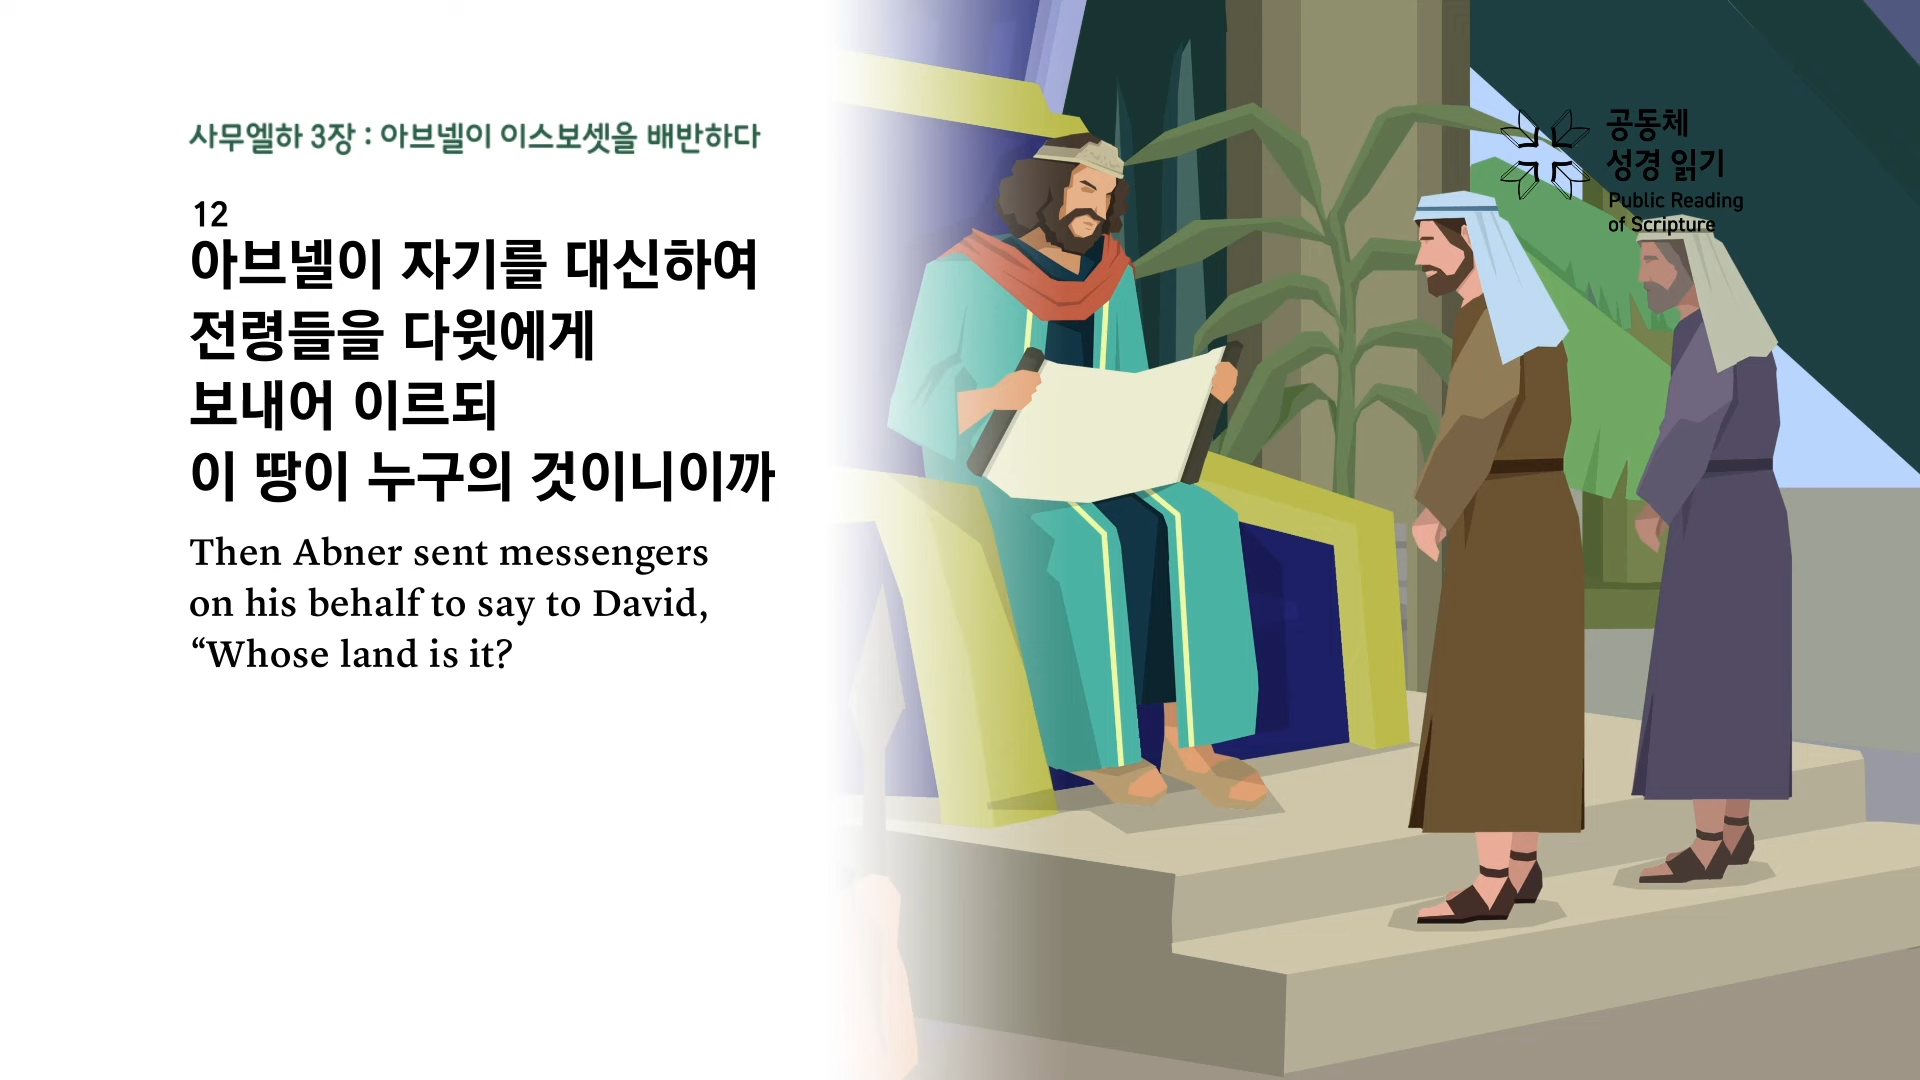 사무엘하 3장 : 아브넬이 이스보셋을 배반하다
12
아브넬이 자기를 대신하여
전령들을 다윗에게
보내어 이르되
이 땅이 누구의 것이니이까
Then Abner sent messengers
on his behalf to say to David,
“Whose land is it?
공동체
성경 읽기
Public Reading
of Scripture